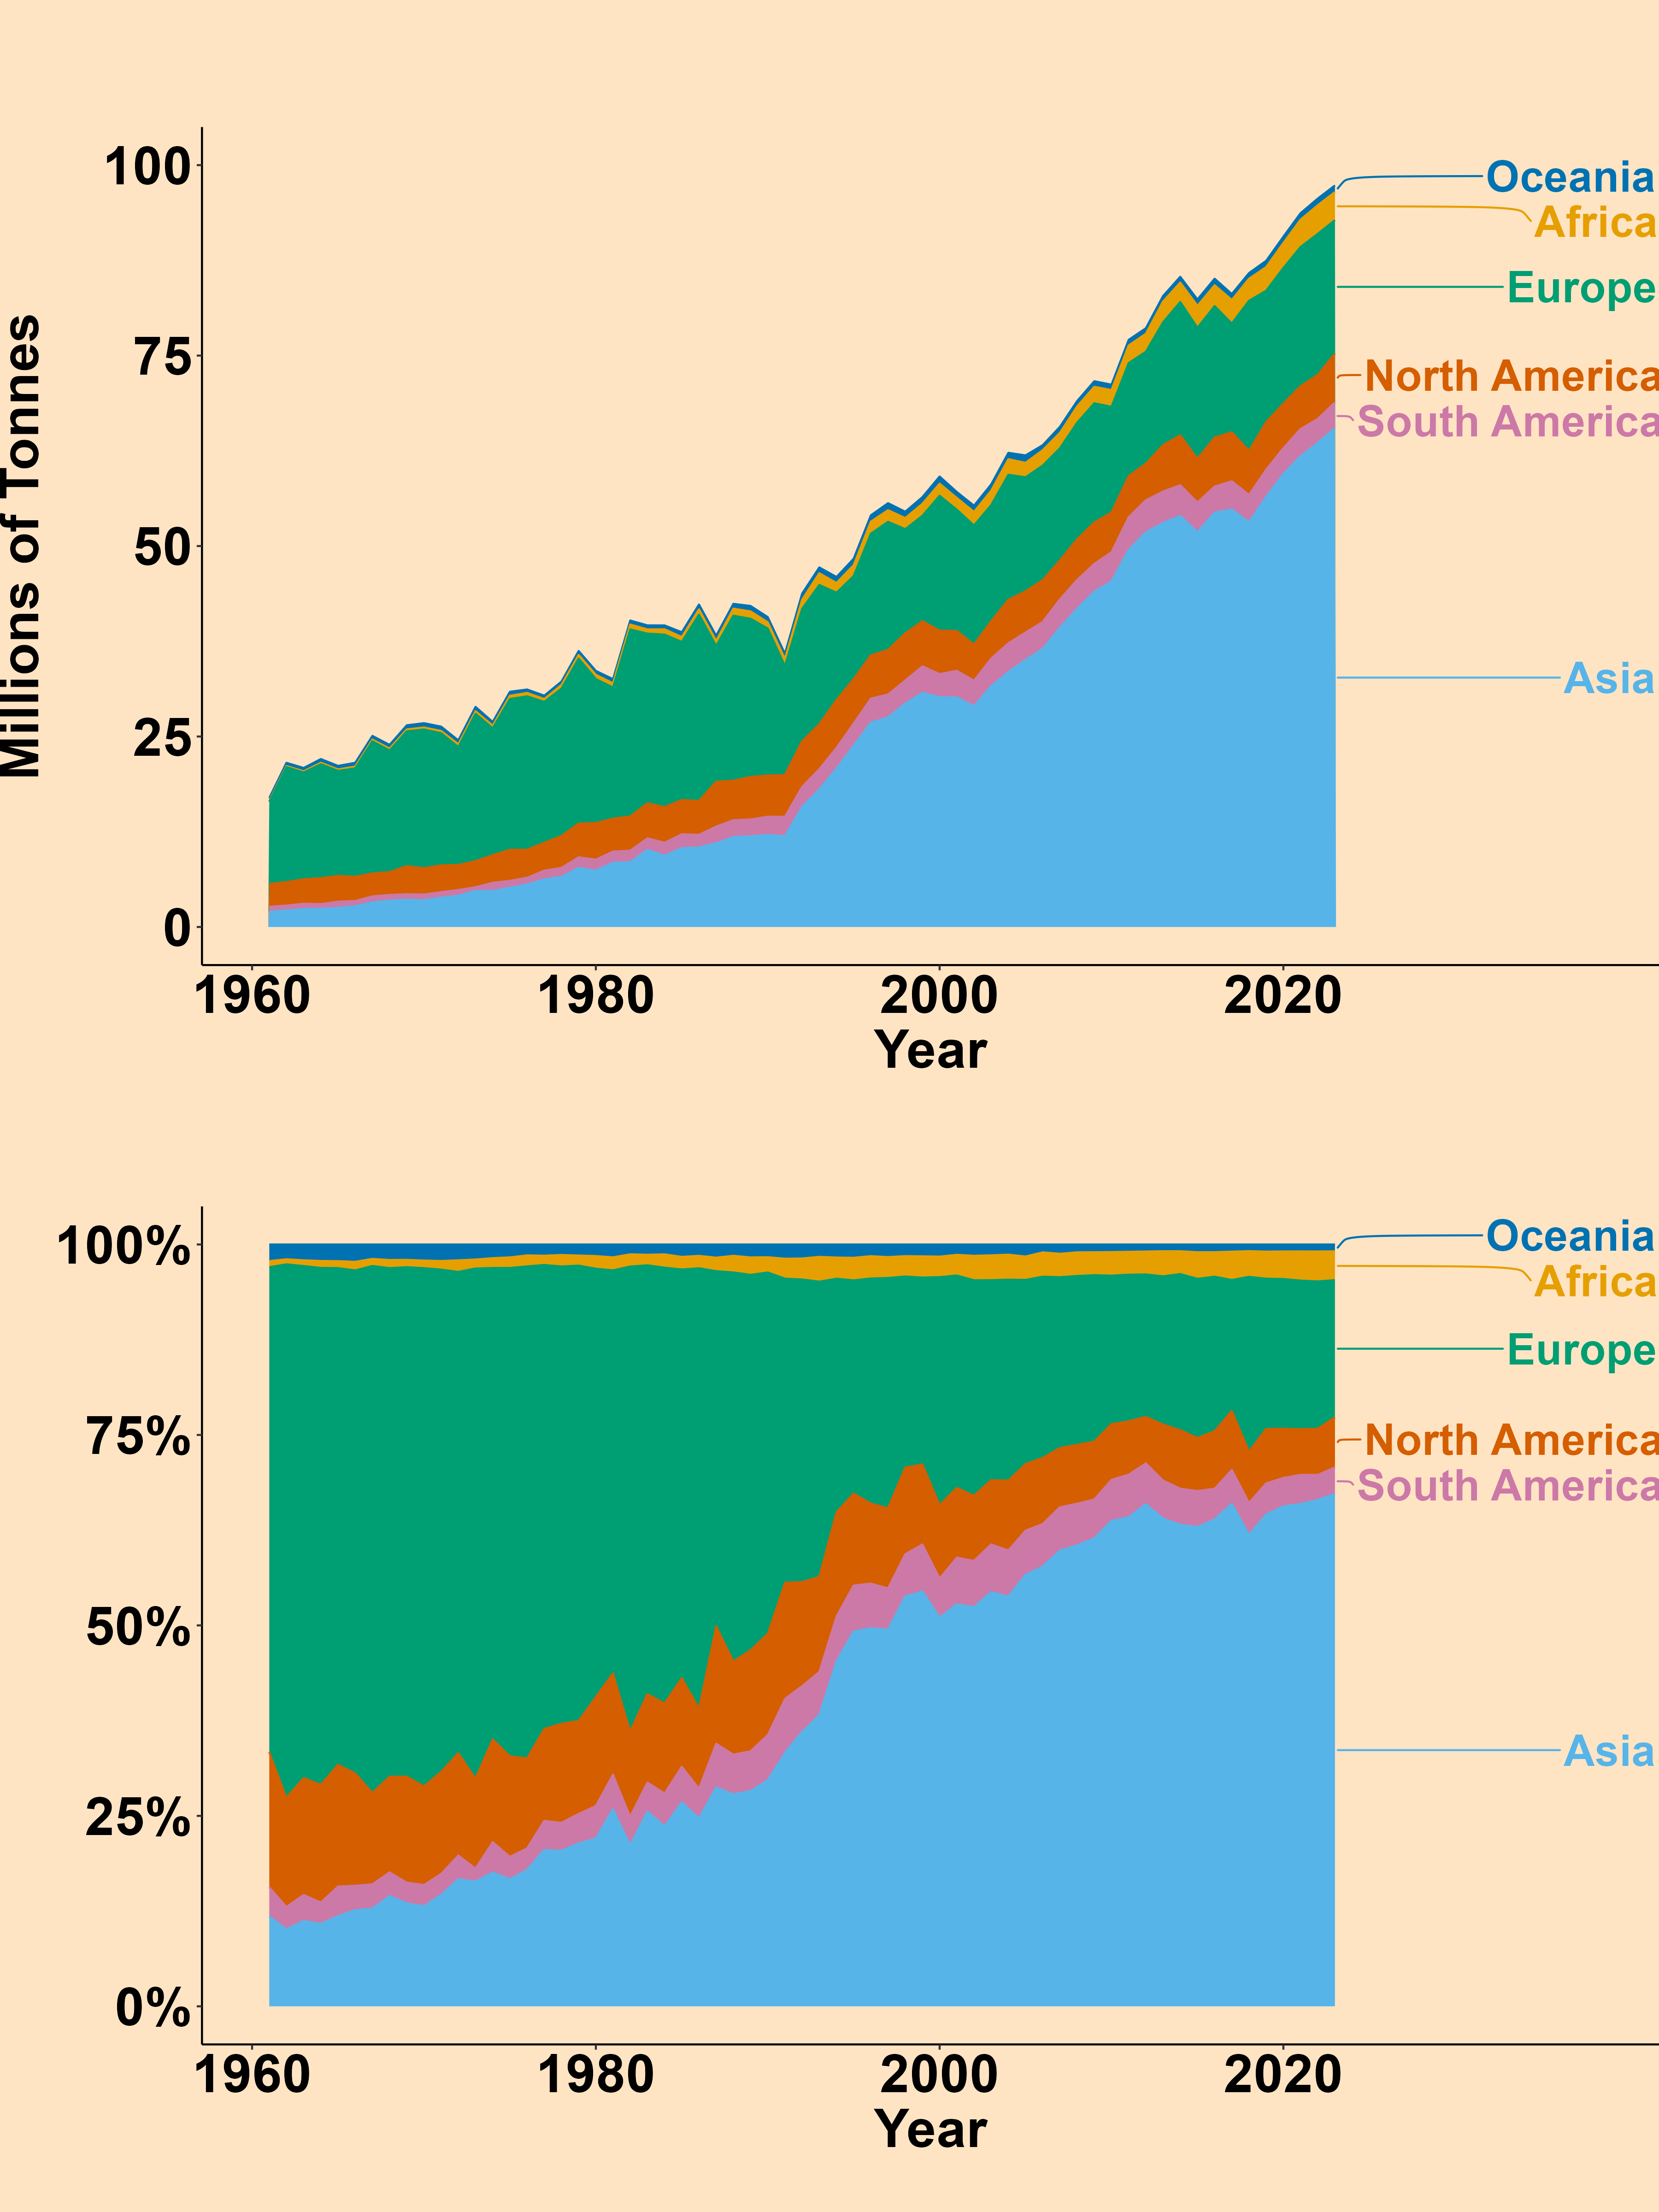 100
75
50
25
0
Millions of Tonnes
1960 1980 2000 2020
Year
Oceania
Africa
Europe
North America
South America
Asia
100%
75%
50%
25%
0%
1960 1980 2000 2020
Year
Oceania
Africa
Europe
North America
South America
Asia